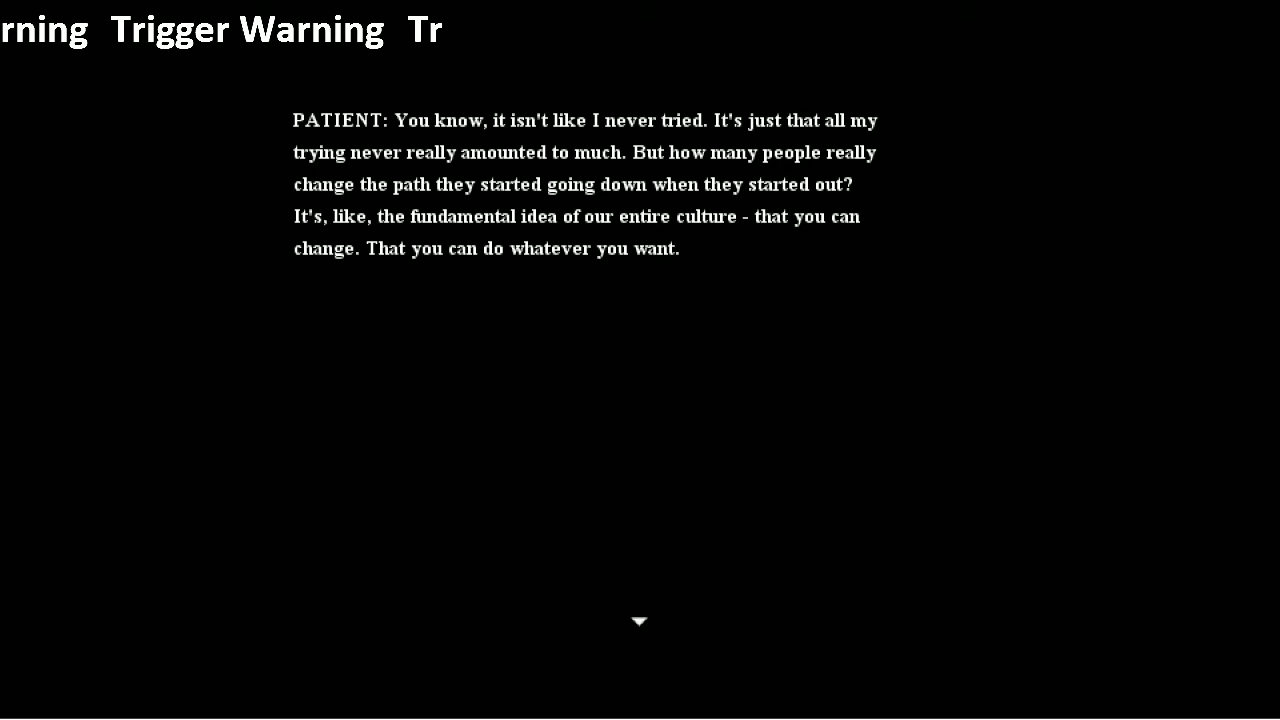 rning Trigger Warning Tr
PATIENT: You know, it isn't like I never tried. It's just that all my
trying never really amounted to much. But how many people really
change the path they started going down when they started out?
It's, like, the fundamental idea of our entire culture - that you can
change. That you can do whatever you want.